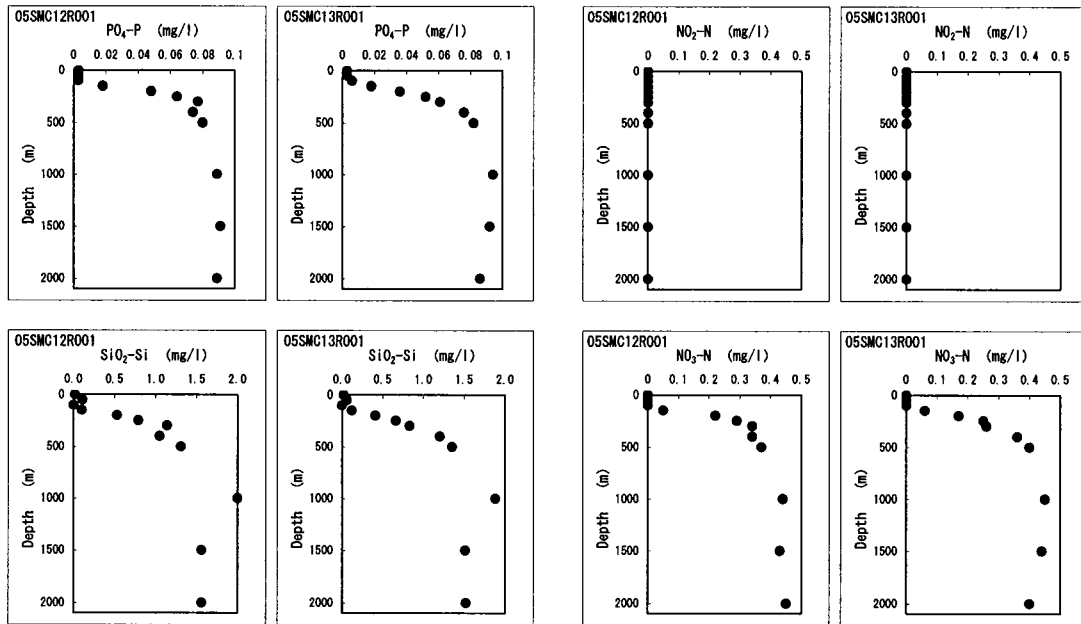 05SMC12R001
PO₄-P (mg/l)
0 0.02 0.04 0.06 0.08 0.1
0
500
1000
1500
2000
Depth (m)
05SMC13R001
PO₄-P (mg/l)
0 0.02 0.04 0.06 0.08 0.1
0
500
1000
1500
2000
Depth (m)
05SMC12R001
NO₂-N (mg/l)
0 0.1 0.2 0.3 0.4 0.5
0
500
1000
1500
2000
Depth (m)
05SMC13R001
NO₂-N (mg/l)
0 0.1 0.2 0.3 0.4 0.5
0
500
1000
1500
2000
Depth (m)
05SMC12R001
SiO₂-Si (mg/l)
0.0 0.5 1.0 1.5 2.0
0
500
1000
1500
2000
Depth (m)
05SMC13R001
SiO₂-Si (mg/l)
0.0 0.5 1.0 1.5 2.0
0
500
1000
1500
2000
Depth (m)
05SMC12R001
NO₃-N (mg/l)
0 0.1 0.2 0.3 0.4 0.5
0
500
1000
1500
2000
Depth (m)
05SMC13R001
NO₃-N (mg/l)
0 0.1 0.2 0.3 0.4 0.5
0
500
1000
1500
2000
Depth (m)